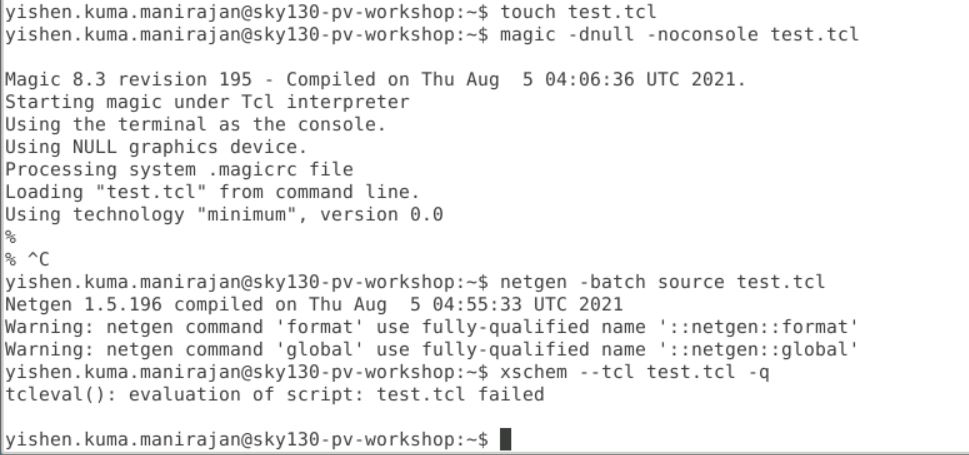 yishen.kuma.manirajan@sky130-pv-workshop:~$ touch test.tcl
yishen.kuma.manirajan@sky130-pv-workshop:~$ magic -dnull -noconsole test.tcl
Magic 8.3 revision 195 - Compiled on Thu Aug  5 04:06:36 UTC 2021.
Starting magic under Tcl interpreter
Using the terminal as the console.
Using NULL graphics device.
Processing system .magicrc file
Loading "test.tcl" from command line.
Using technology "minimum", version 0.0
%
% ^C
yishen.kuma.manirajan@sky130-pv-workshop:~$ netgen -batch source test.tcl
Netgen 1.5.196 compiled on Thu Aug  5 04:55:33 UTC 2021
Warning: netgen command 'format' use fully-qualified name '::netgen::format'
Warning: netgen command 'global' use fully-qualified name '::netgen::global'
yishen.kuma.manirajan@sky130-pv-workshop:~$ xschem --tcl test.tcl -q
tcleval(): evaluation of script: test.tcl failed
yishen.kuma.manirajan@sky130-pv-workshop:~$